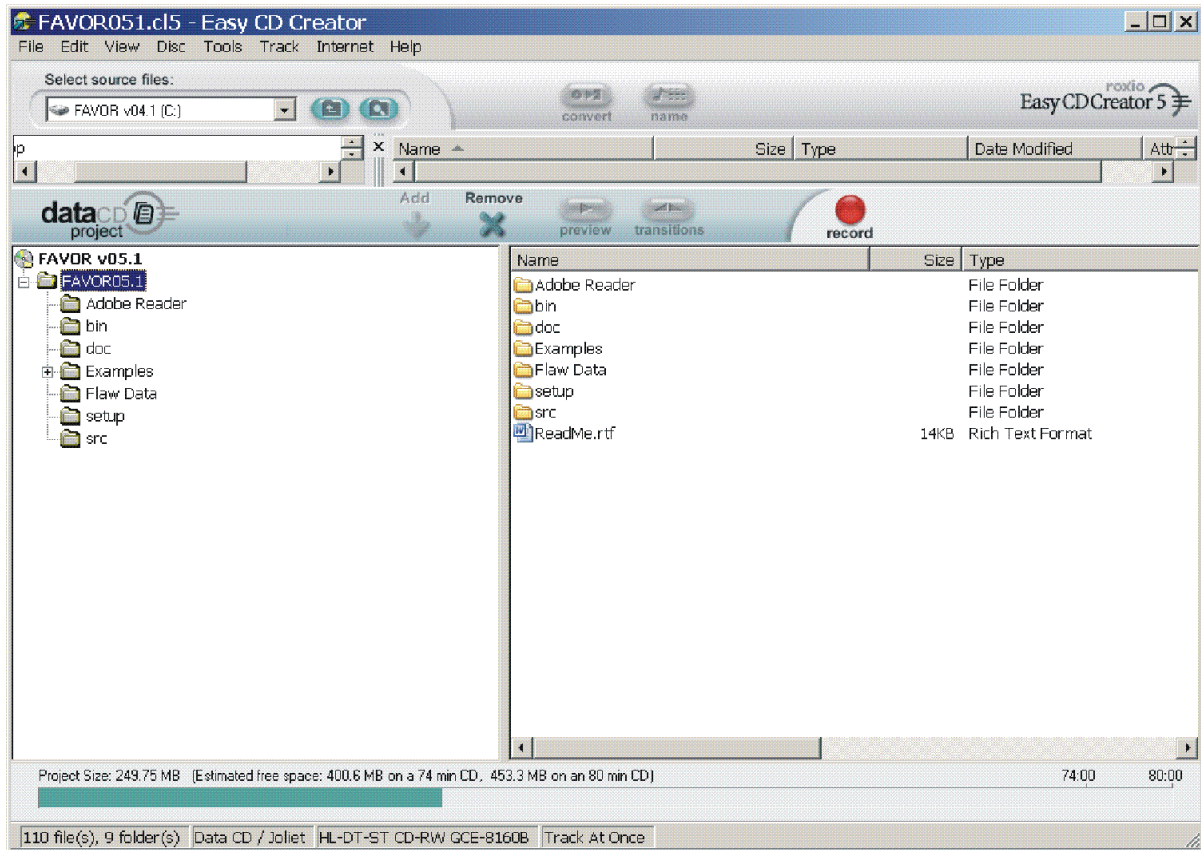 FAVOR051.cl5 - Easy CD Creator
File Edit View Disc Tools Track Internet Help
Select source files:
FAVOR v04.1 (C:)
convert name
roxio
Easy CD Creator 5
Name Size Type Date Modified Attr
data CD project
Add Remove preview transitions record
FAVOR v05.1
FAVOR05.1
Adobe Reader
bin
doc
Examples
Flaw Data
setup
src
Name Size Type
Adobe Reader File Folder
bin File Folder
doc File Folder
Examples File Folder
Flaw Data File Folder
setup File Folder
src File Folder
ReadMe.rtf 14KB Rich Text Format
Project Size: 249.75 MB (Estimated free space: 400.6 MB on a 74 min CD, 453.3 MB on an 80 min CD) 74:00 80:00
110 file(s), 9 folder(s) Data CD / Joliet HL-DT-ST CD-RW GCE-8160B Track At Once